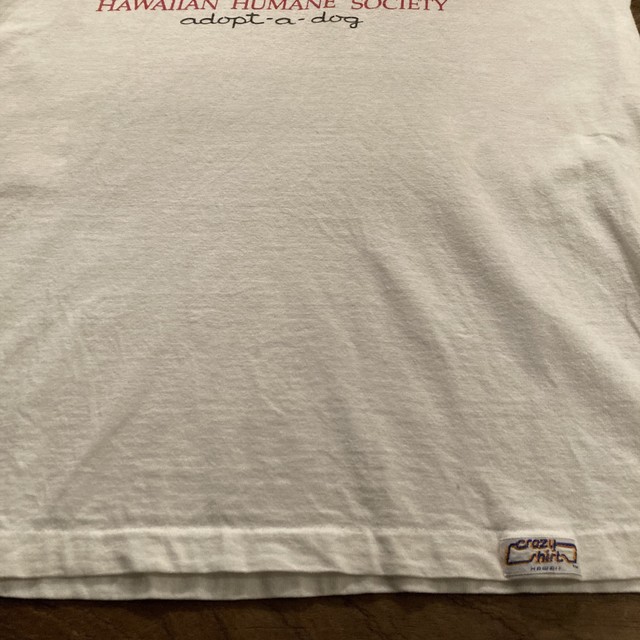 HAWAIIAN HUMANE SOCIETY
adopt-a-dog
crazy
shirts
HAWAII